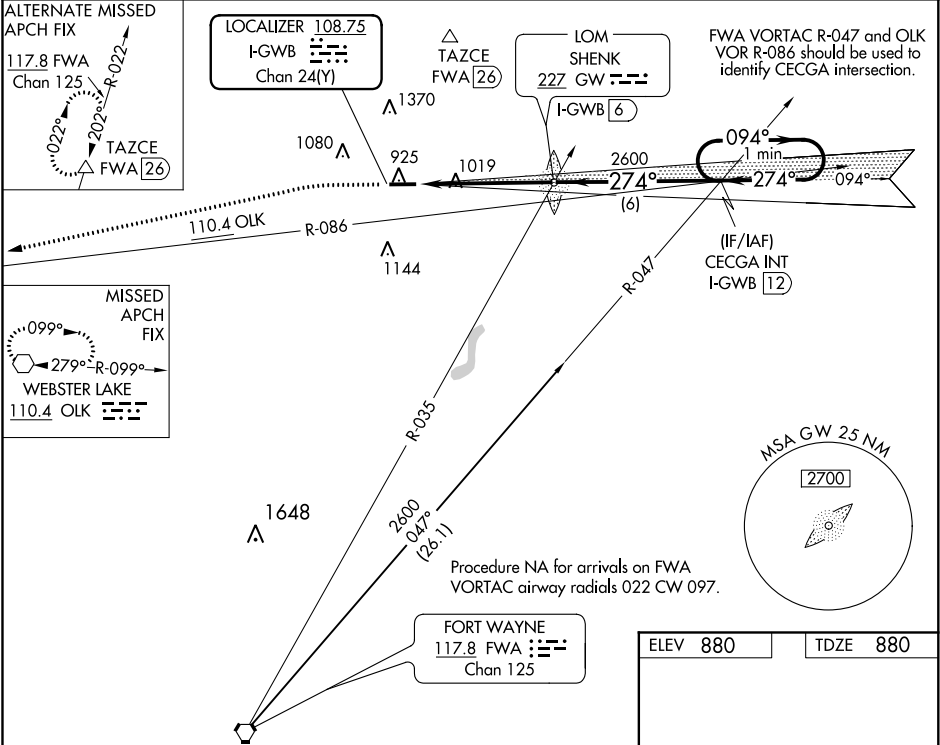 ALTERNATE MISSED
APCH FIX
117.8 FWA
Chan 125
R-022
022°
202°
TAZCE
FWA 26
LOCALIZER 108.75
I-GWB
Chan 24(Y)
TAZCE
FWA 26
LOM
SHENK
227 GW
I-GWB 6
FWA VORTAC R-047 and OLK
VOR R-086 should be used to
identify CECGA intersection.
1370
1080
925
1019
2600
094°
1 min
274°
274°
094°
(6)
110.4 OLK
R-086
1144
(IF/IAF)
CECGA INT
I-GWB 12
R-047
MISSED
APCH
FIX
099°
279°
R-099°
WEBSTER LAKE
110.4 OLK
R-035
1648
2600
047°
(26.1)
MSA GW 25 NM
2700
Procedure NA for arrivals on FWA
VORTAC airway radials 022 CW 097.
FORT WAYNE
117.8 FWA
Chan 125
ELEV 880
TDZE 880